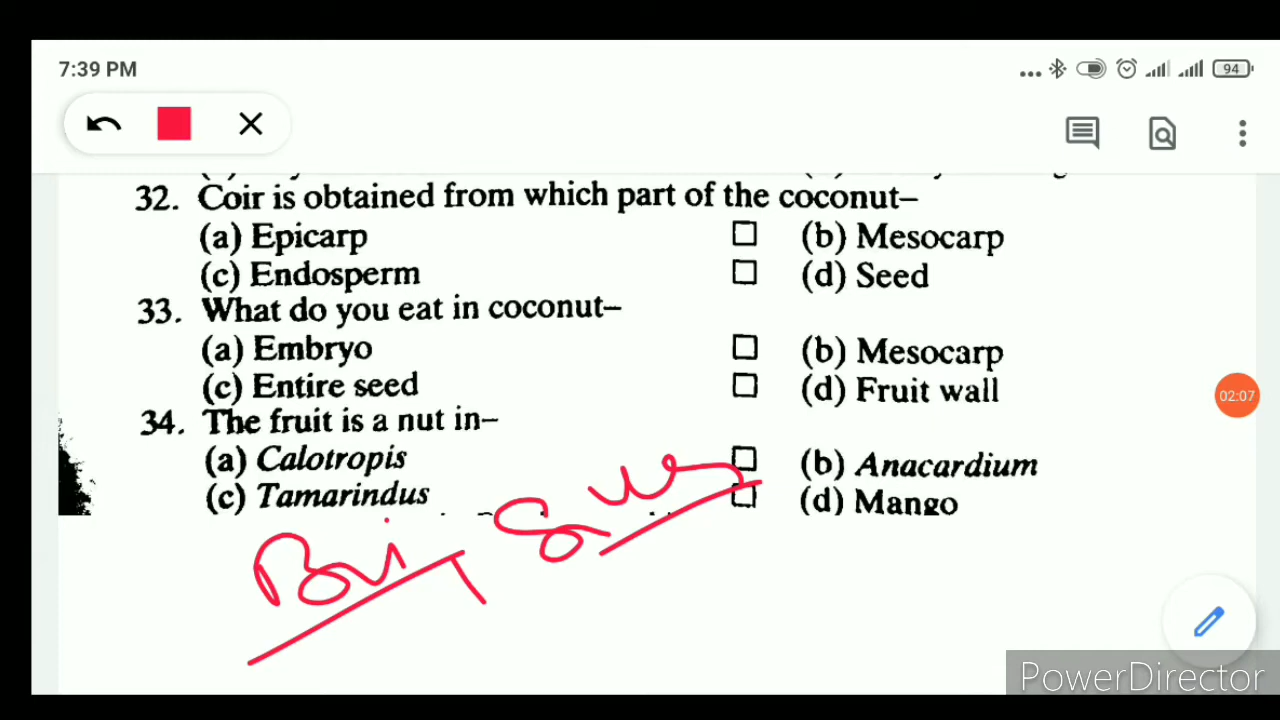 7:39 PM
94
32. Coir is obtained from which part of the coconut–
(a) Epicarp (b) Mesocarp
(c) Endosperm (d) Seed
33. What do you eat in coconut–
(a) Embryo (b) Mesocarp
(c) Entire seed (d) Fruit wall
02:07
34. The fruit is a nut in–
(a) Calotropis (b) Anacardium
(c) Tamarindus (d) Mango
PowerDirector